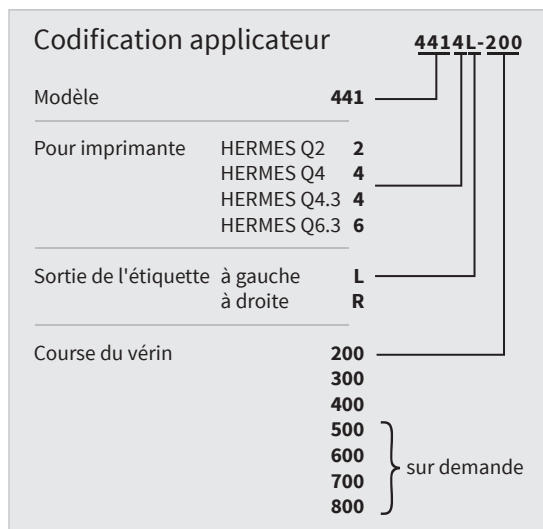 Codification applicateur 4414L-200
Modèle 441
Pour imprimante HERMES Q2 2
HERMES Q4 4
HERMES Q4.3 4
HERMES Q6.3 6
Sortie de l'étiquette à gauche L
à droite R
Course du vérin 200
300
400
500
600
sur demande
700
800